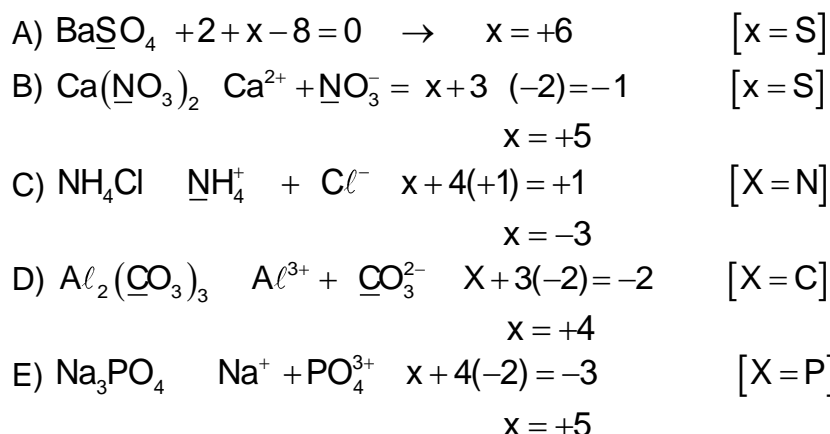 A) BaSO₄ +2+x−8=0 → x=+6 [x=S]
B) Ca(NO₃)₂ Ca²⁺+NO₃⁻= x+3 (−2)=−1 [x=S]
x=+5
C) NH₄Cl NH₄⁺ + Cℓ⁻ x+4(+1)=+1 [X=N]
x=−3
D) Aℓ₂(CO₃)₃ Aℓ³⁺+ CO₃²⁻ X+3(−2)=−2 [X=C]
x=+4
E) Na₃PO₄ Na⁺ +PO₄³⁺ x+4(−2)=−3 [X=P]
x=+5